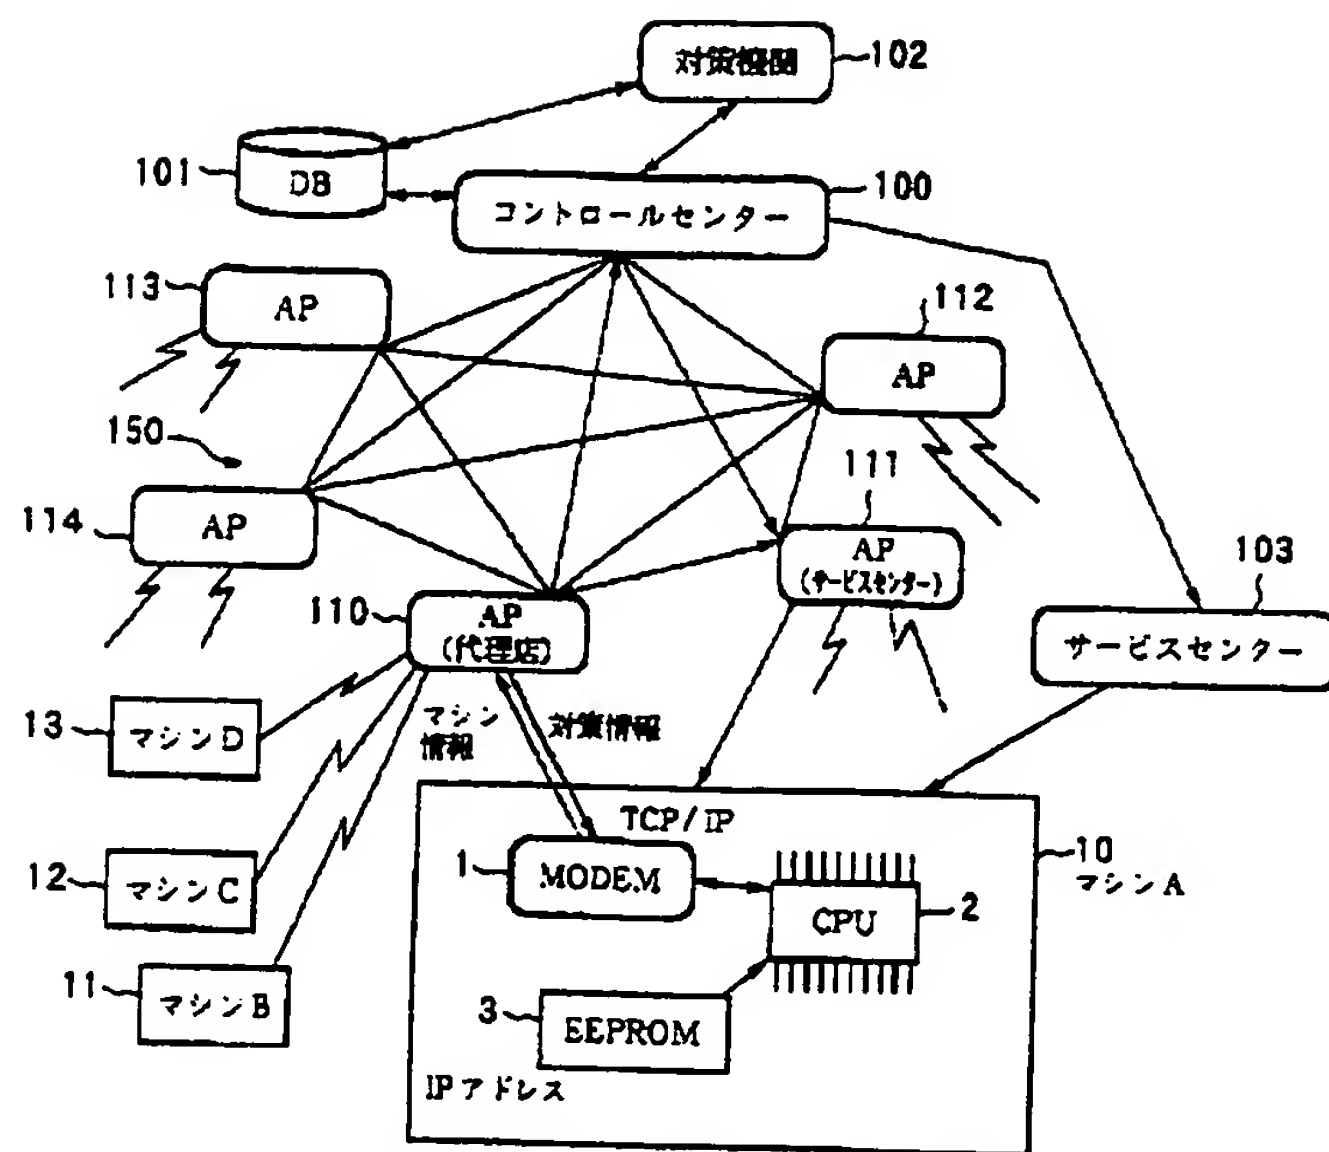 対策機関
102
101
DB
100
コントロールセンター
113
AP
112
AP
150
111
114
AP
AP
(サービスセンター)
103
サービスセンター
110
AP
(代理店)
13
マシンD
マシン
情報
対策情報
TCP/IP
10
マシンA
1
MODEM
12
マシンC
CPU
2
11
マシンB
3
EEPROM
IPアドレス